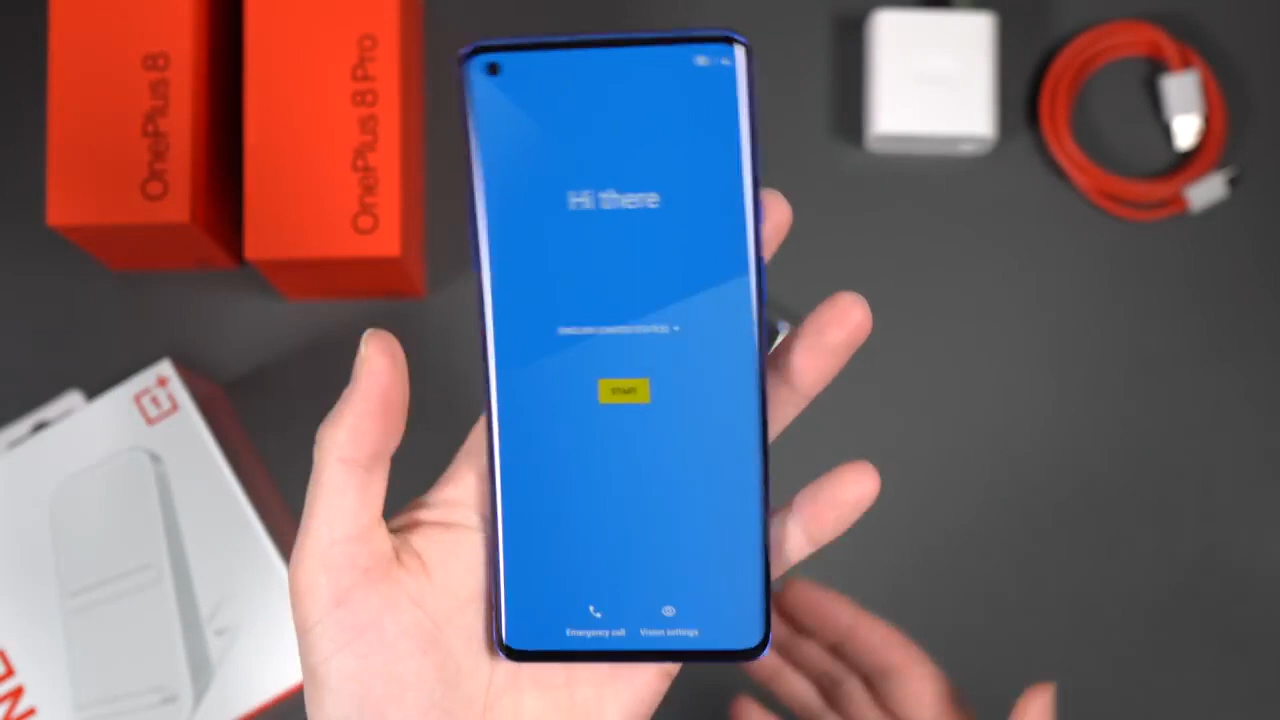 OnePlus 8
OnePlus 8 Pro
Hi there
START
Emergency call
Vision settings